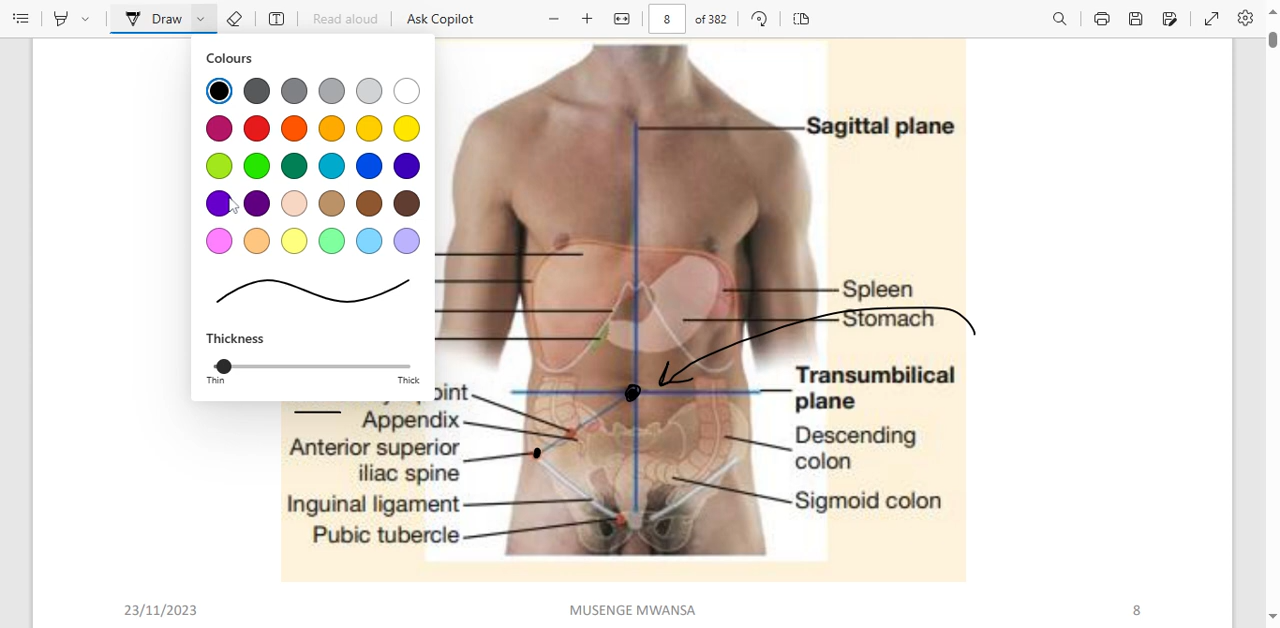 Draw
Read aloud
Ask Copilot
8
of 382
Colours
Thickness
Thin
Thick
Sagittal plane
Spleen
Stomach
Transumbilical
plane
Descending
colon
Sigmoid colon
point
Appendix
Anterior superior
iliac spine
Inguinal ligament
Pubic tubercle
23/11/2023
MUSENGE MWANSA
8